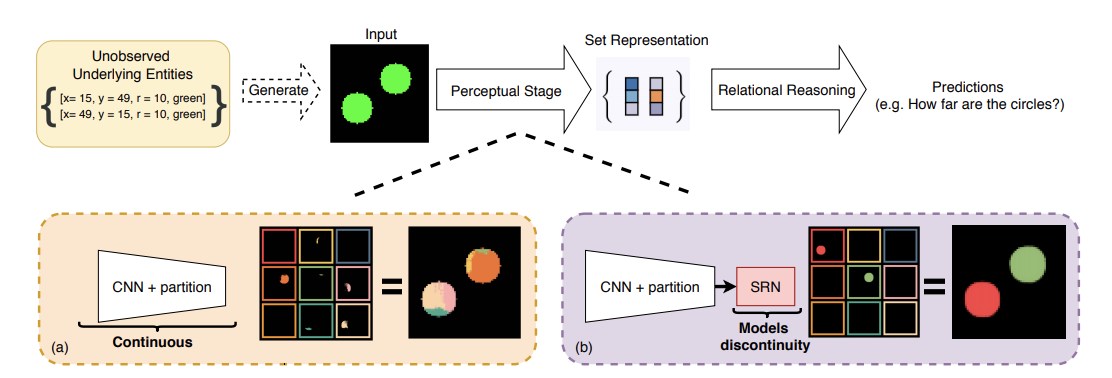 Unobserved
Underlying Entities
{ [x= 15, y = 49, r = 10, green]
[x= 49, y = 15, r = 10, green] }
Generate
Input
Perceptual Stage
Set Representation
{ }
Relational Reasoning
Predictions
(e.g. How far are the circles?)
CNN + partition
=
Continuous
(a)
CNN + partition
SRN
=
Models
discontinuity
(b)